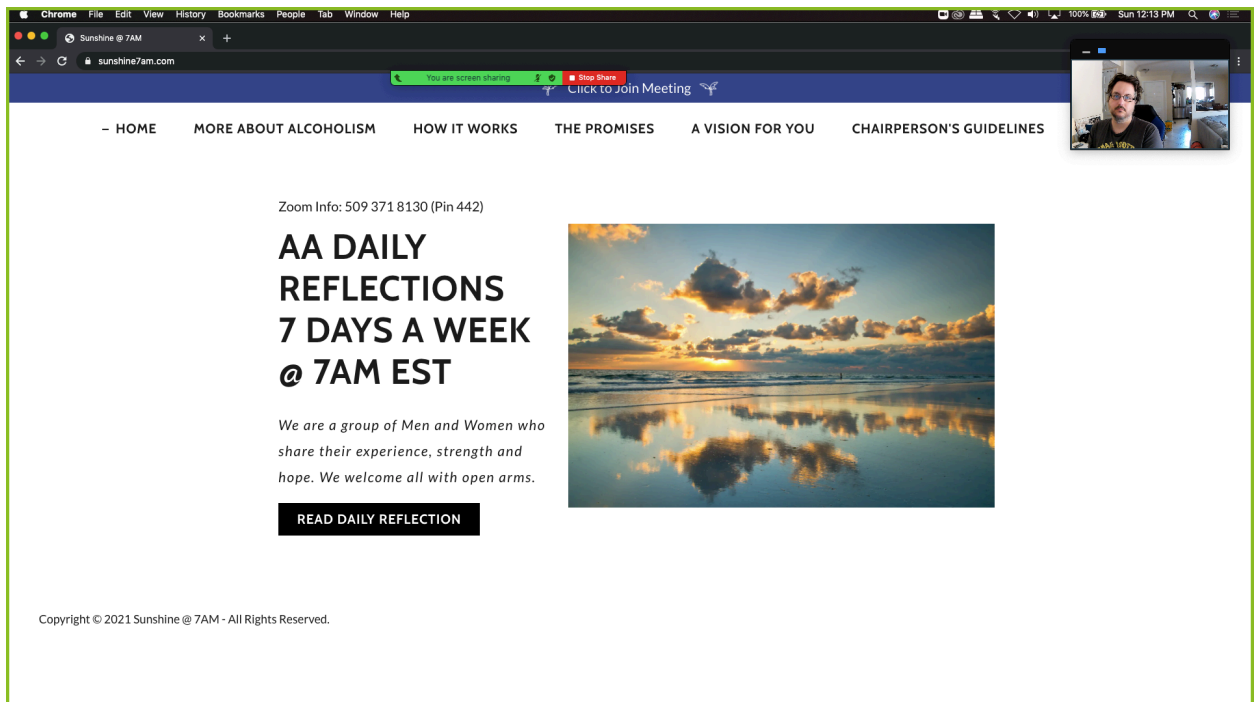 Chrome File Edit View History Bookmarks People Tab Window Help 100% Sun 12:13 PM
Sunshine @ 7AM
sunshine7am.com
You are screen sharing Stop Share
Click to Join Meeting
– HOME MORE ABOUT ALCOHOLISM HOW IT WORKS THE PROMISES A VISION FOR YOU CHAIRPERSON'S GUIDELINES
Zoom Info: 509 371 8130 (Pin 442)
AA DAILY
REFLECTIONS
7 DAYS A WEEK
@ 7AM EST
We are a group of Men and Women who
share their experience, strength and
hope. We welcome all with open arms.
READ DAILY REFLECTION
Copyright © 2021 Sunshine @ 7AM - All Rights Reserved.